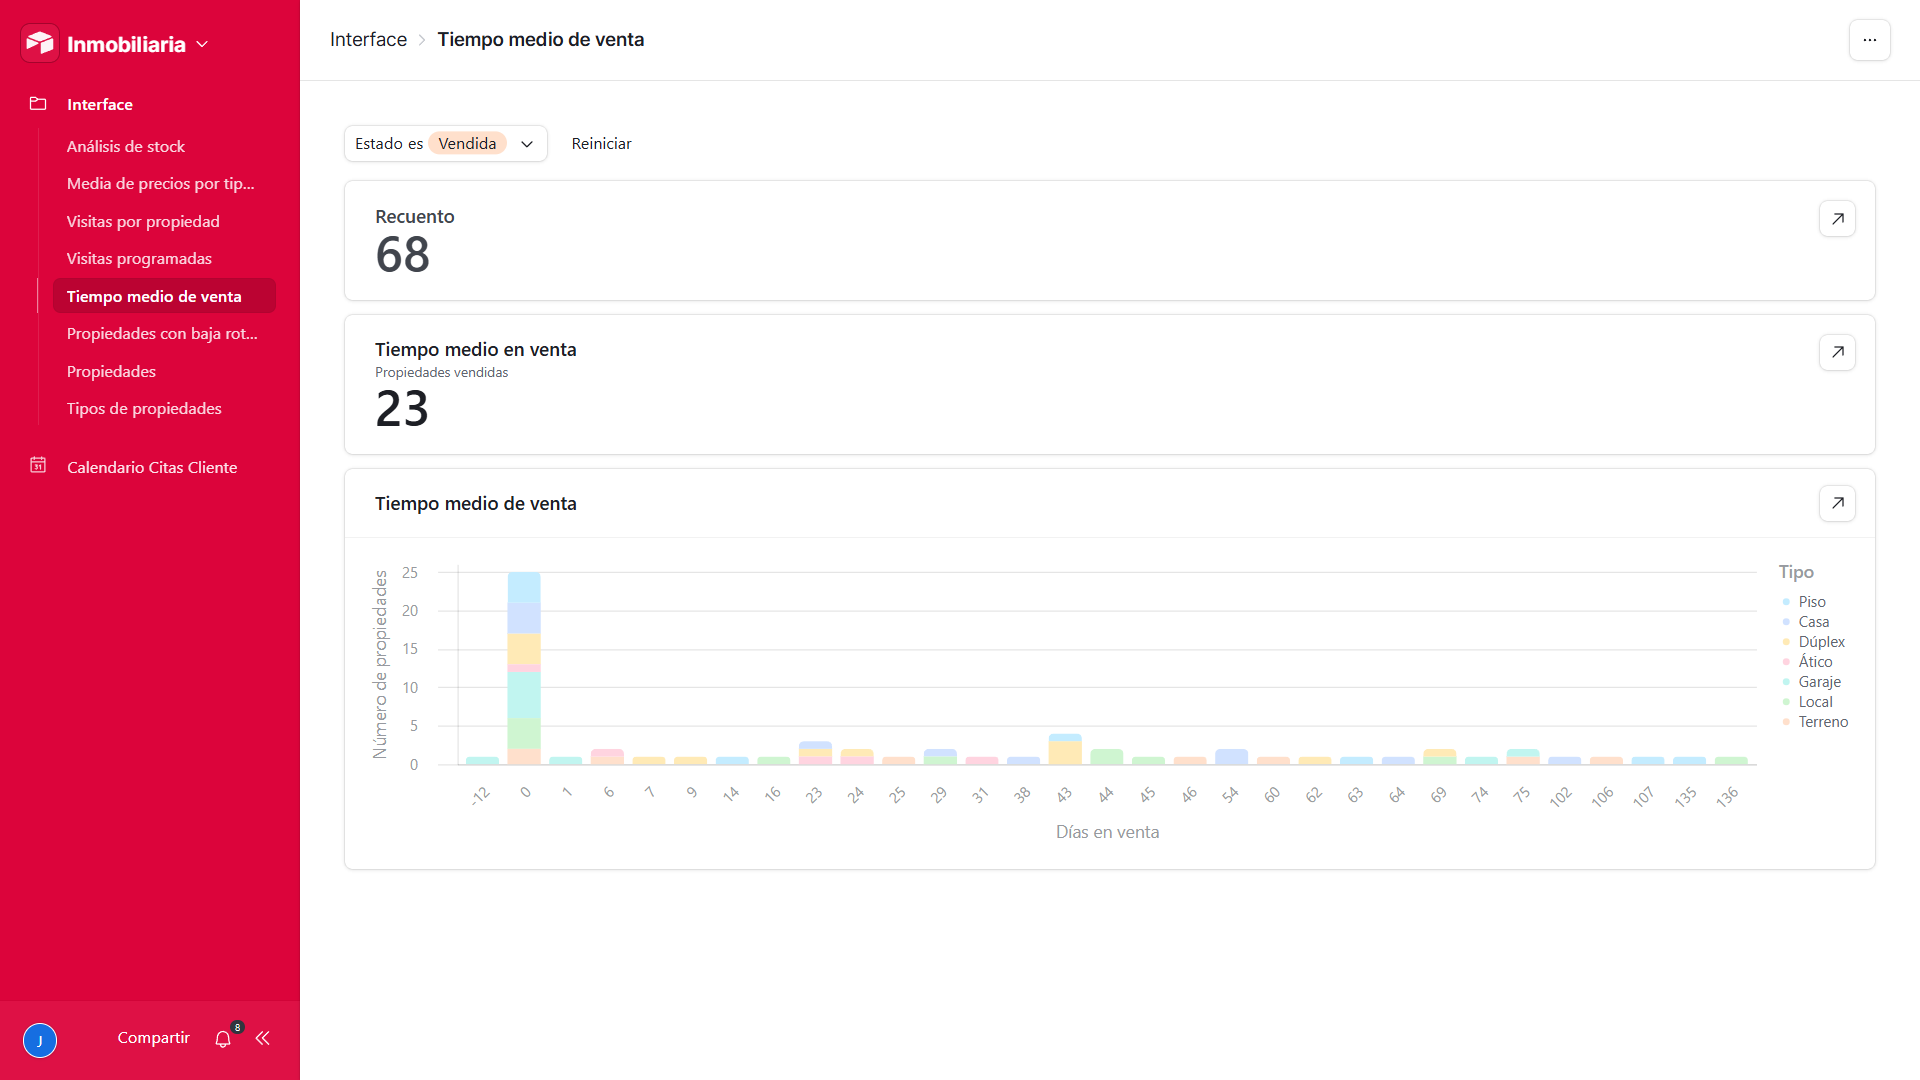 Inmobiliaria
Interface
Análisis de stock
Media de precios por tip...
Visitas por propiedad
Visitas programadas
Tiempo medio de venta
Propiedades con baja rot...
Propiedades
Tipos de propiedades
31
Calendario Citas Cliente
J
Compartir
8
Interface > Tiempo medio de venta
...
Estado es Vendida
Reiniciar
Recuento
68
Tiempo medio en venta
Propiedades vendidas
23
Tiempo medio de venta
Número de propiedades
25
20
15
10
5
0
-12 0 1 6 7 9 14 16 23 24 25 29 31 38 43 44 45 46 54 60 62 63 64 69 74 75 102 106 107 135 136
Días en venta
Tipo
Piso
Casa
Dúplex
Ático
Garaje
Local
Terreno